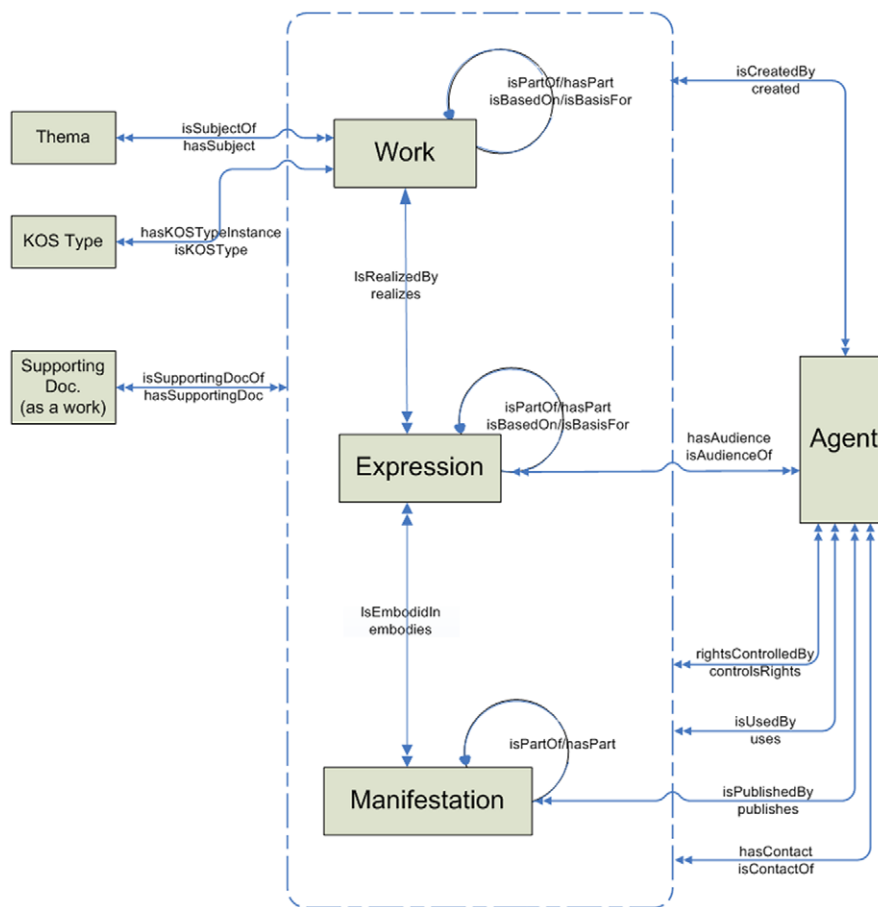 isPartOf/hasPart
isBasedOn/isBasisFor
isCreatedBy
created
Thema
isSubjectOf
hasSubject
Work
KOS Type
hasKOSTypeInstance
isKOSType
IsRealizedBy
realizes
Supporting
Doc.
(as a work)
isSupportingDocOf
hasSupportingDoc
isPartOf/hasPart
isBasedOn/isBasisFor
Expression
hasAudience
isAudienceOf
Agent
IsEmbodidIn
embodies
rightsControlledBy
controlsRights
isUsedBy
uses
isPartOf/hasPart
Manifestation
isPublishedBy
publishes
hasContact
isContactOf